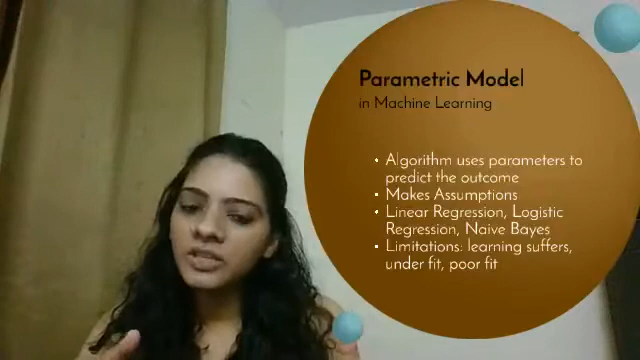 Parametric Model
in Machine Learning
• Algorithm uses parameters to
predict the outcome
• Makes Assumptions
• Linear Regression, Logistic
Regression, Naive Bayes
• Limitations: learning suffers,
under fit, poor fit